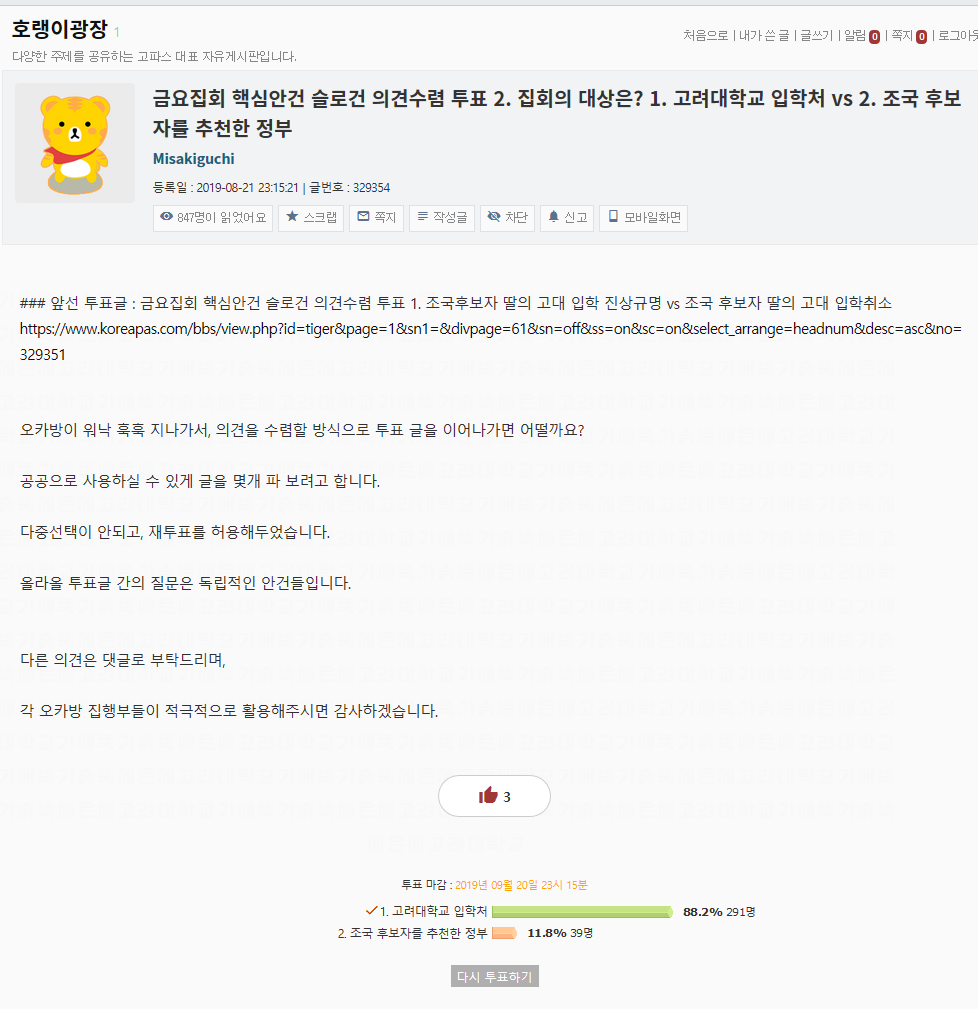 호랭이광장 1
처음으로 | 내가 쓴 글 | 글쓰기 | 알림 0 | 쪽지 0 | 로그아웃
다양한 주제를 공유하는 고파스 대표 자유게시판입니다.
금요집회 핵심안건 슬로건 의견수렴 투표 2. 집회의 대상은? 1. 고려대학교 입학처 vs 2. 조국 후보
자를 추천한 정부
Misakiguchi
등록일 : 2019-08-21 23:15:21 | 글번호 : 329354
847명이 읽었어요 스크랩 쪽지 작성글 차단 신고 모바일화면
### 앞선 투표글 : 금요집회 핵심안건 슬로건 의견수렴 투표 1. 조국후보자 딸의 고대 입학 진상규명 vs 조국 후보자 딸의 고대 입학취소
https://www.koreapas.com/bbs/view.php?id=tiger&page=1&sn1=&divpage=61&sn=off&ss=on&sc=on&select_arrange=headnum&desc=asc&no=
329351
오카방이 워낙 훅훅 지나가서, 의견을 수렴할 방식으로 투표 글을 이어나가면 어떨까요?
공공으로 사용하실 수 있게 글을 몇개 파 보려고 합니다.
다중선택이 안되고, 재투표를 허용해두었습니다.
올라올 투표글 간의 질문은 독립적인 안건들입니다.
다른 의견은 댓글로 부탁드리며,
각 오카방 집행부들이 적극적으로 활용해주시면 감사하겠습니다.
3
투표 마감 : 2019년 09월 20일 23시 15분
1. 고려대학교 입학처 88.2% 291명
2. 조국 후보자를 추천한 정부 11.8% 39명
다시 투표하기